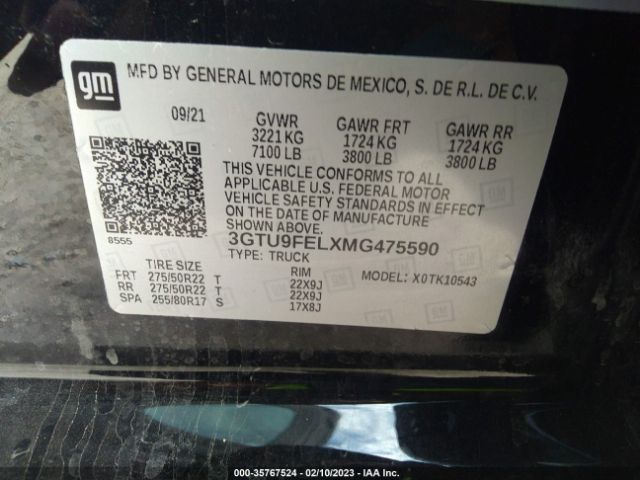 gm
MFD BY GENERAL MOTORS DE MEXICO, S. DE R.L. DE C.V.
09/21 GVWR GAWR FRT GAWR RR
3221 KG 1724 KG 1724 KG
7100 LB 3800 LB 3800 LB
THIS VEHICLE CONFORMS TO ALL
APPLICABLE U.S. FEDERAL MOTOR
VEHICLE SAFETY STANDARDS IN EFFECT
ON THE DATE OF MANUFACTURE
SHOWN ABOVE.
8555
3GTU9FELXMG475590
TYPE: TRUCK
MODEL: X0TK10543
TIRE SIZE RIM
FRT 275/50R22 T 22X9J
RR 275/50R22 T 22X9J
SPA 255/80R17 S 17X8J
000-35767524 - 02/10/2023 - IAA Inc.